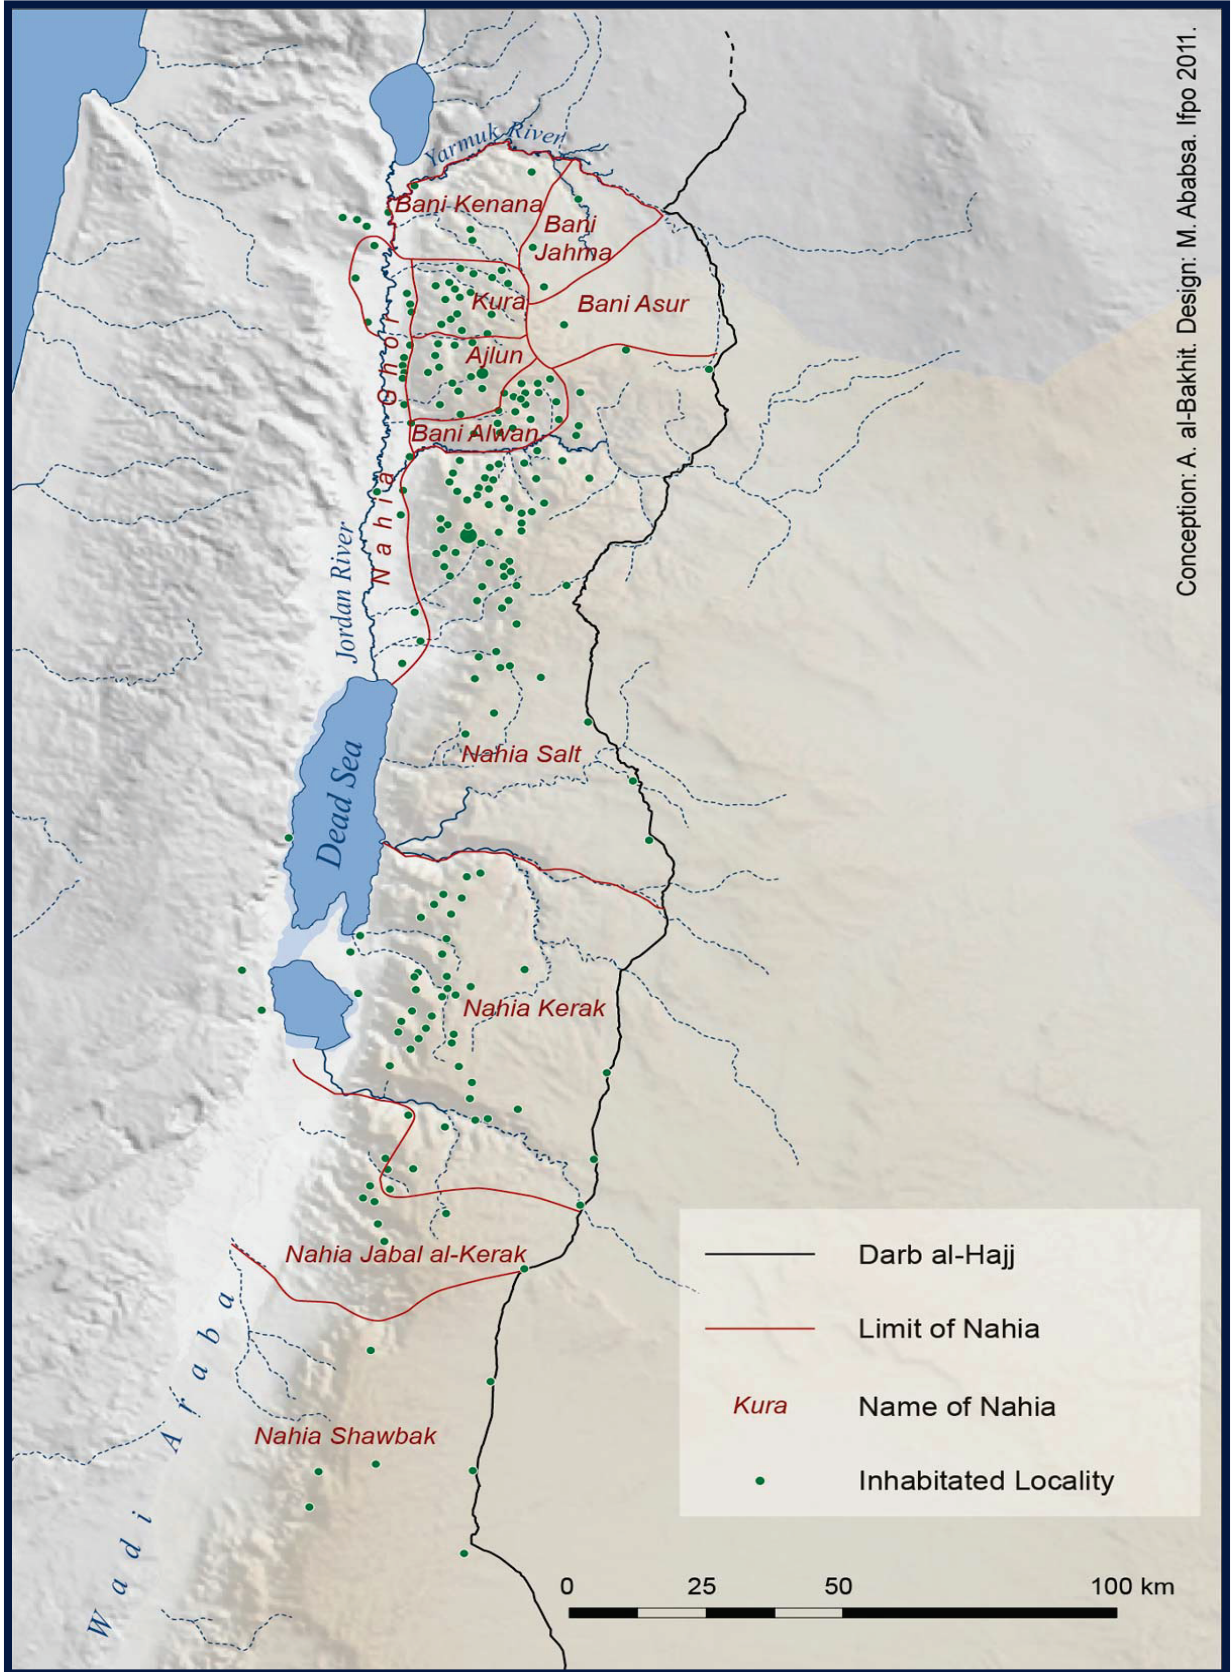 Conception: A. al-Bakhit. Design: M. Ababsa. Ifpo 2011.
Yarmuk River
Bani Kenana
Bani
Jahma
Kura
Bani Asur
Ajlun
Bani Alwan
Nahia Ghor
Jordan River
Nahia Salt
Dead Sea
Nahia Kerak
Nahia Jabal al-Kerak
Wadi Araba
Nahia Shawbak
Darb al-Hajj
Limit of Nahia
Kura
Name of Nahia
Inhabitated Locality
0 25 50 100 km